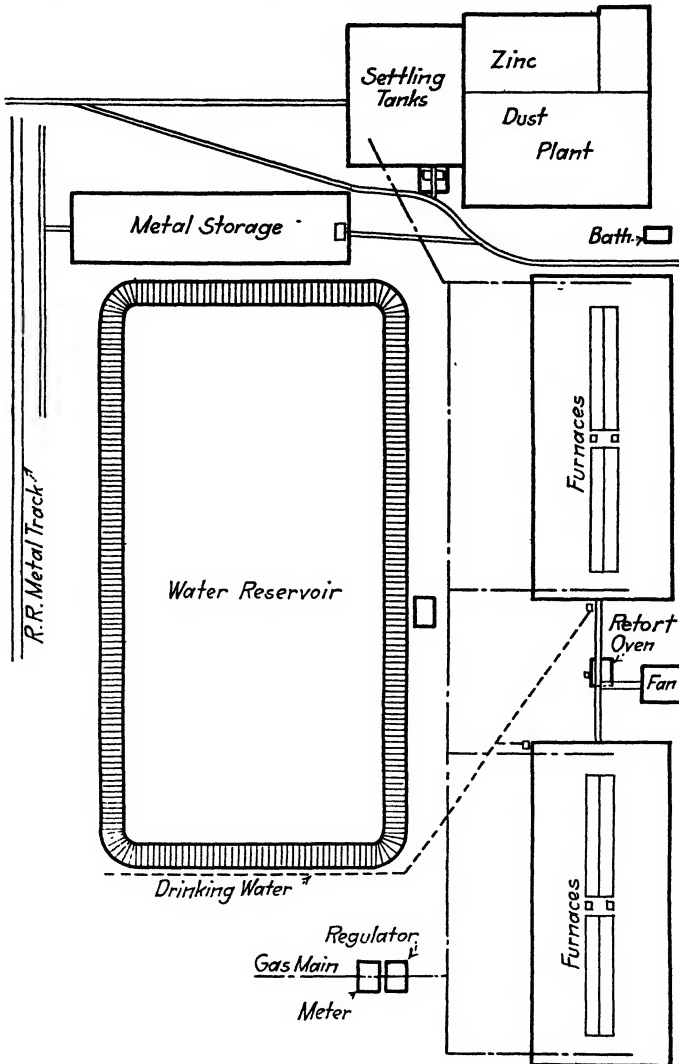 Zinc
Settling
Tanks
Dust
Plant
Metal Storage
Bath
Furnaces
R.R. Metal Track
Water Reservoir
Retort
Oven
Fan
Drinking Water
Regulator
Gas Main
Meter
Furnaces